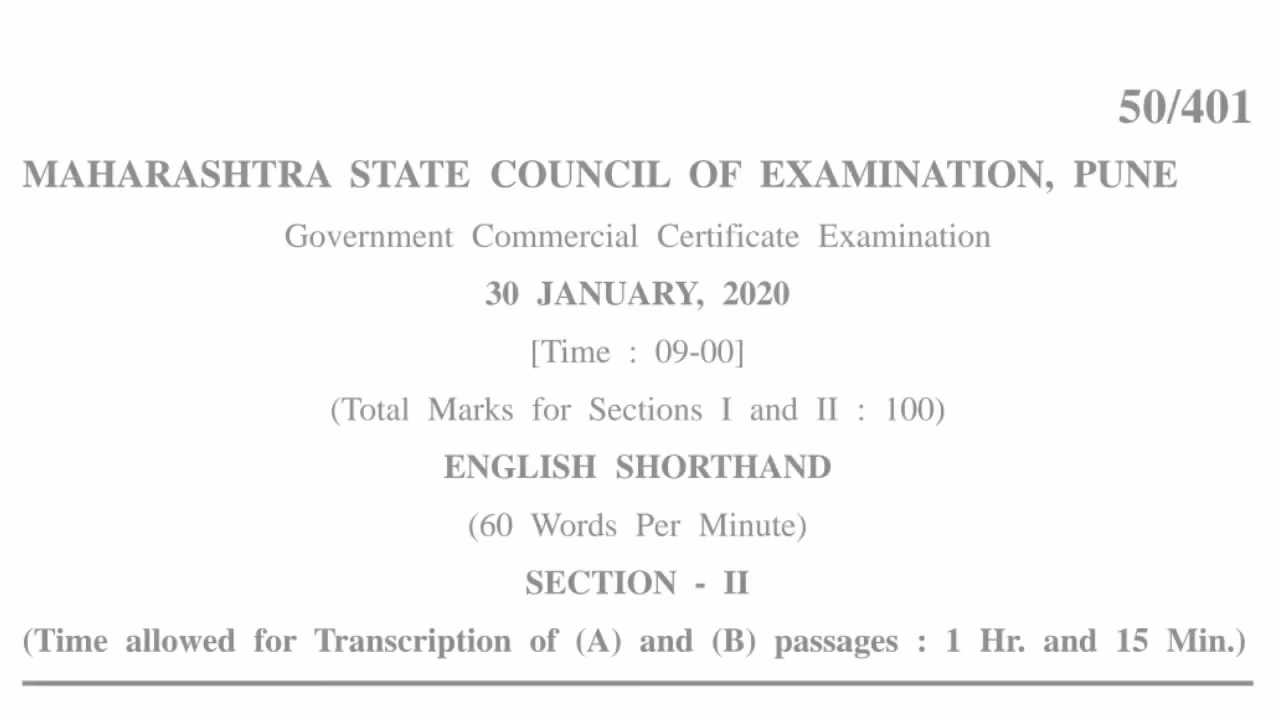 50/401
MAHARASHTRA STATE COUNCIL OF EXAMINATION, PUNE
Government Commercial Certificate Examination
30 JANUARY, 2020
[Time : 09-00]
(Total Marks for Sections I and II : 100)
ENGLISH SHORTHAND
(60 Words Per Minute)
SECTION - II
(Time allowed for Transcription of (A) and (B) passages : 1 Hr. and 15 Min.)